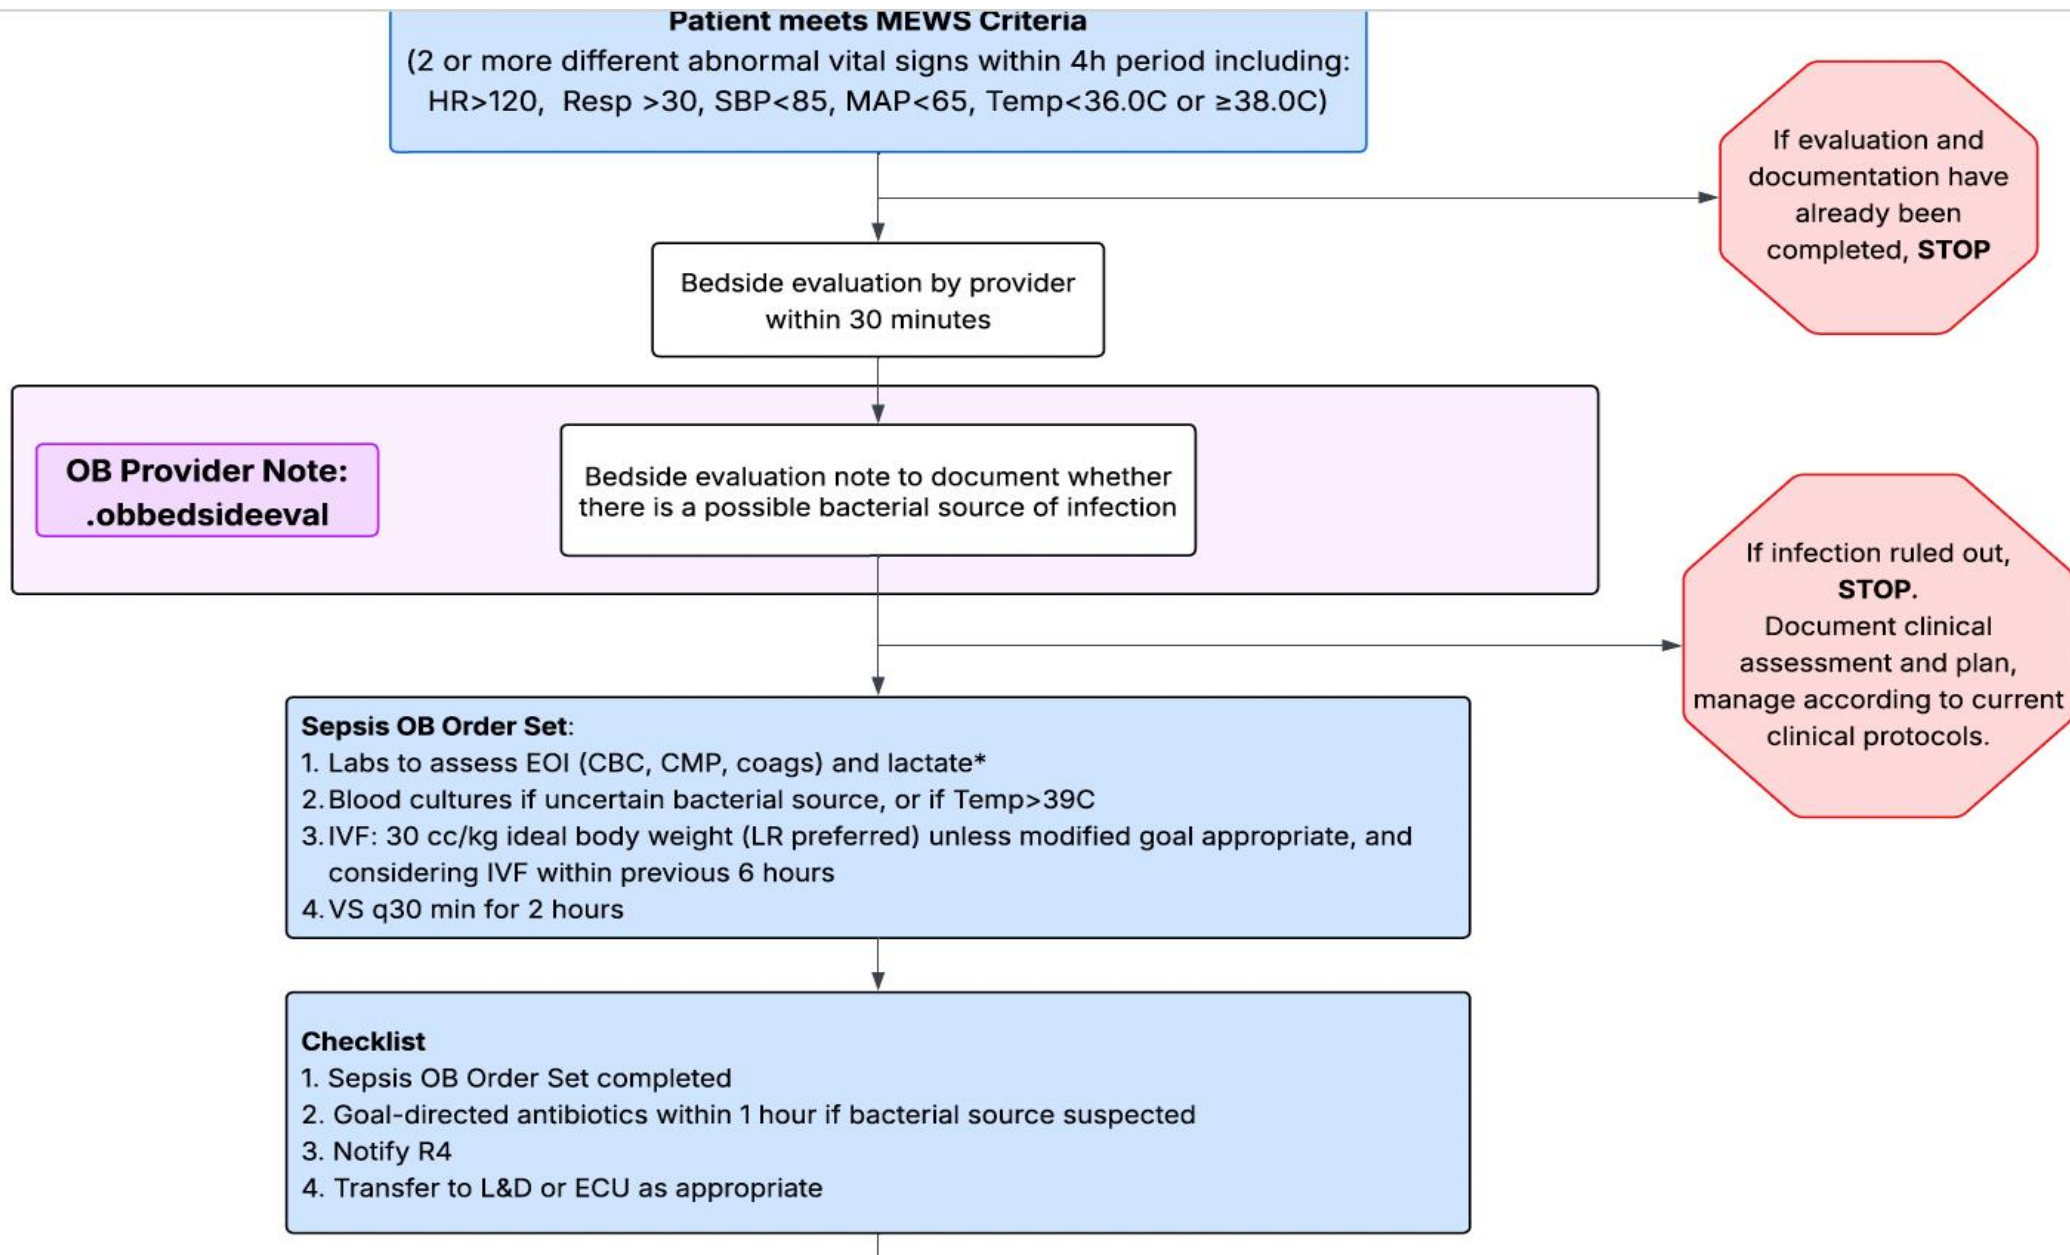 Patient meets MEWS Criteria
(2 or more different abnormal vital signs within 4h period including:
HR>120,  Resp >30, SBP<85, MAP<65, Temp<36.0C or ≥38.0C)
If evaluation and
documentation have
already been
completed, STOP
Bedside evaluation by provider
within 30 minutes
OB Provider Note:
.obbedsideeval
Bedside evaluation note to document whether
there is a possible bacterial source of infection
If infection ruled out,
STOP.
Document clinical
assessment and plan,
manage according to current
clinical protocols.
Sepsis OB Order Set:
1. Labs to assess EOI (CBC, CMP, coags) and lactate*
2. Blood cultures if uncertain bacterial source, or if Temp>39C
3. IVF: 30 cc/kg ideal body weight (LR preferred) unless modified goal appropriate, and
considering IVF within previous 6 hours
4. VS q30 min for 2 hours
Checklist
1. Sepsis OB Order Set completed
2. Goal-directed antibiotics within 1 hour if bacterial source suspected
3. Notify R4
4. Transfer to L&D or ECU as appropriate